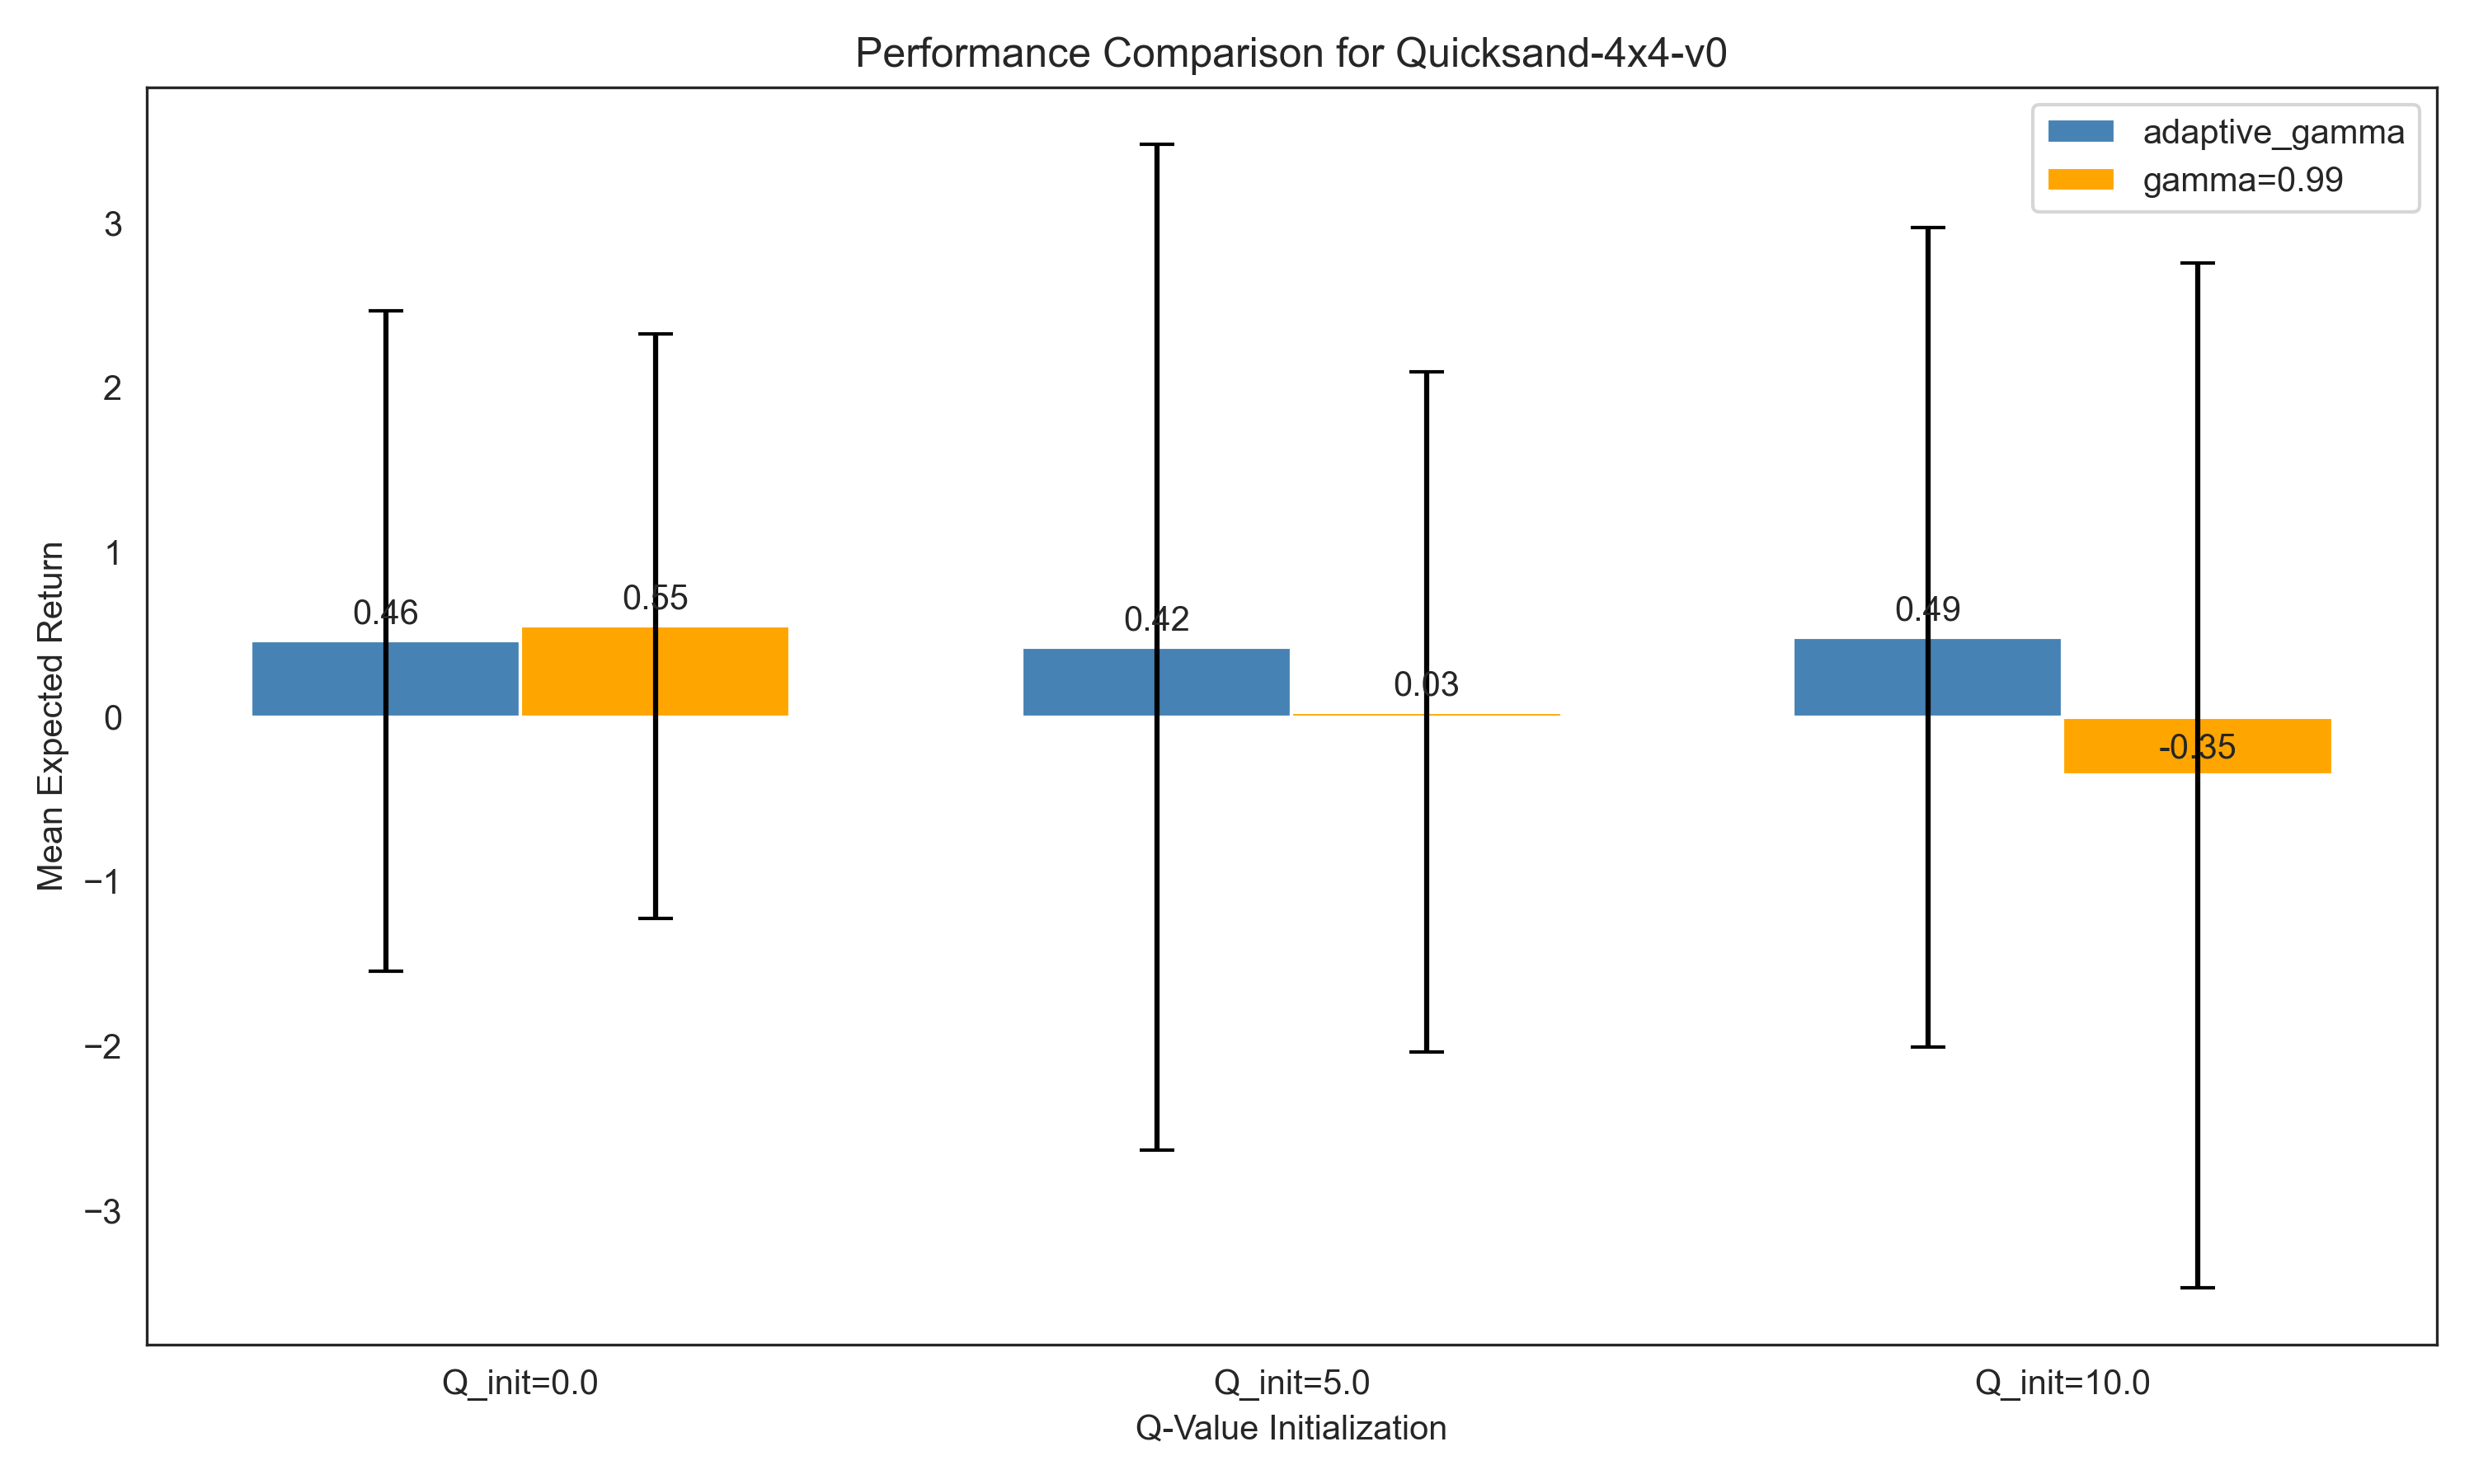 Performance Comparison for Quicksand-4x4-v0
adaptive_gamma
gamma=0.99
Mean Expected Return
3
2
1
0
−1
−2
−3
0.46
0.55
0.42
0.03
0.49
-0.35
Q_init=0.0
Q_init=5.0
Q_init=10.0
Q-Value Initialization